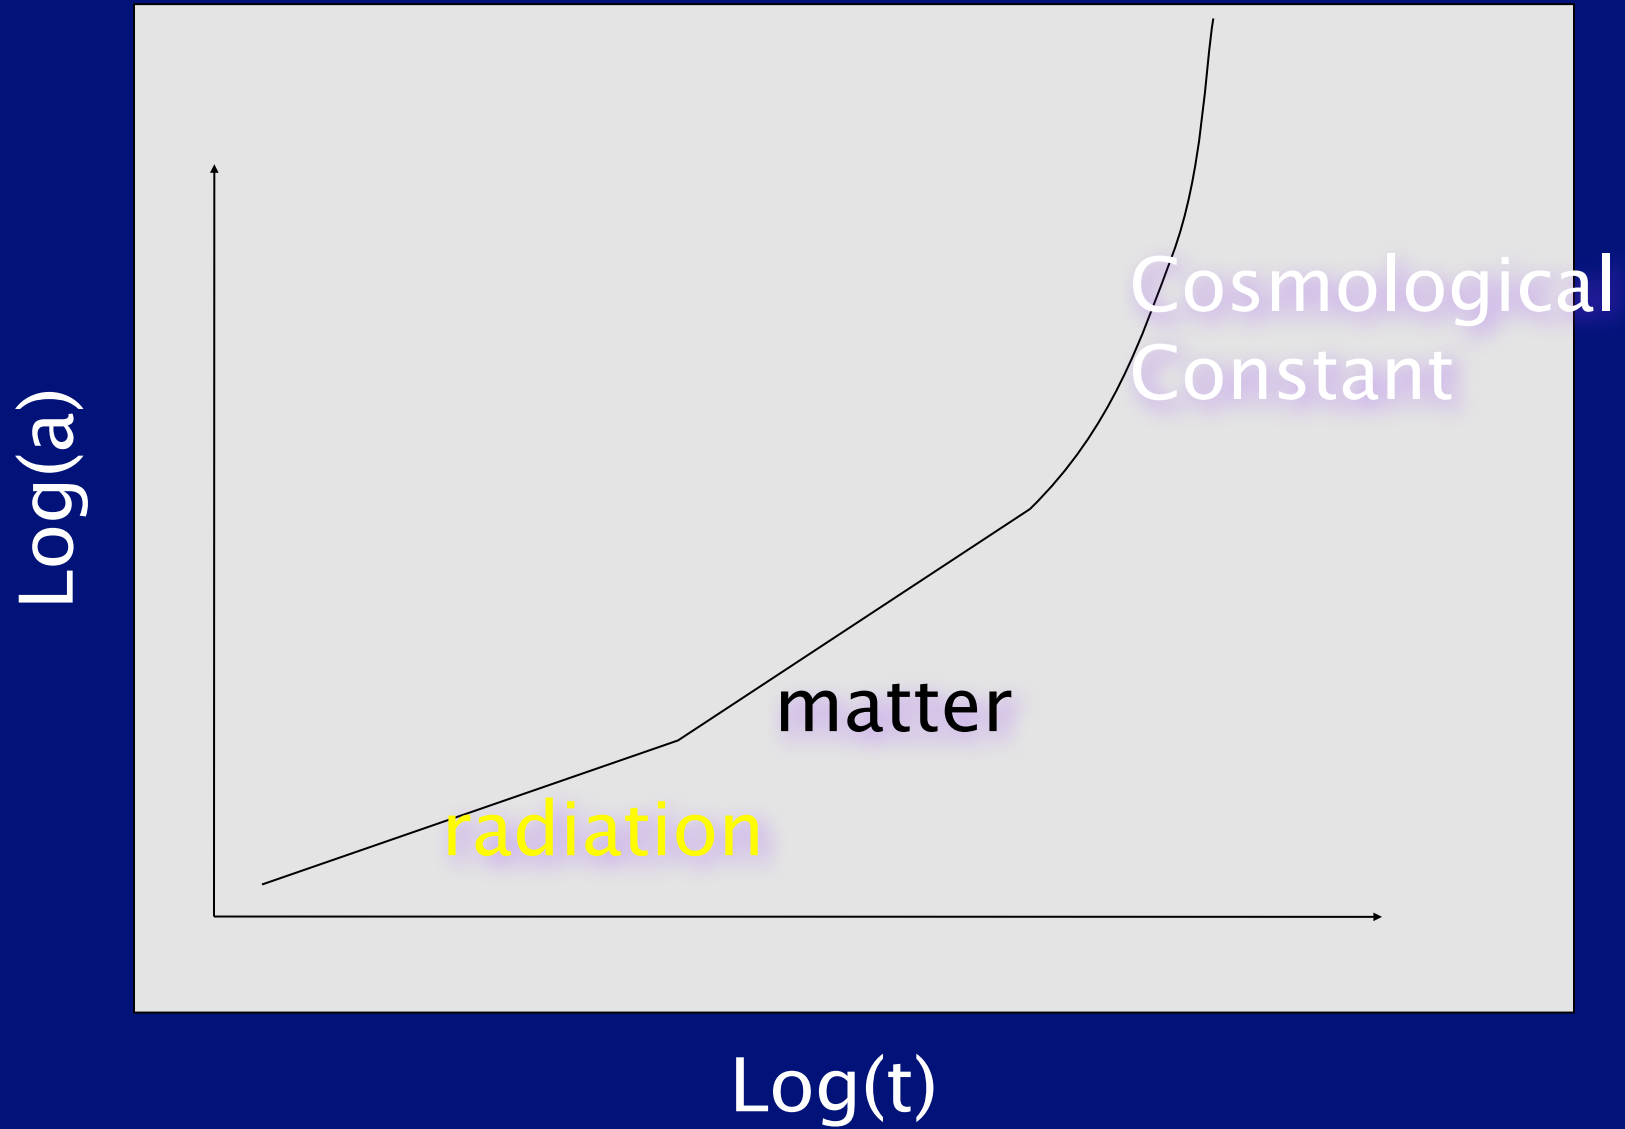 Log(a)
Cosmological
Constant
matter
radiation
Log(t)